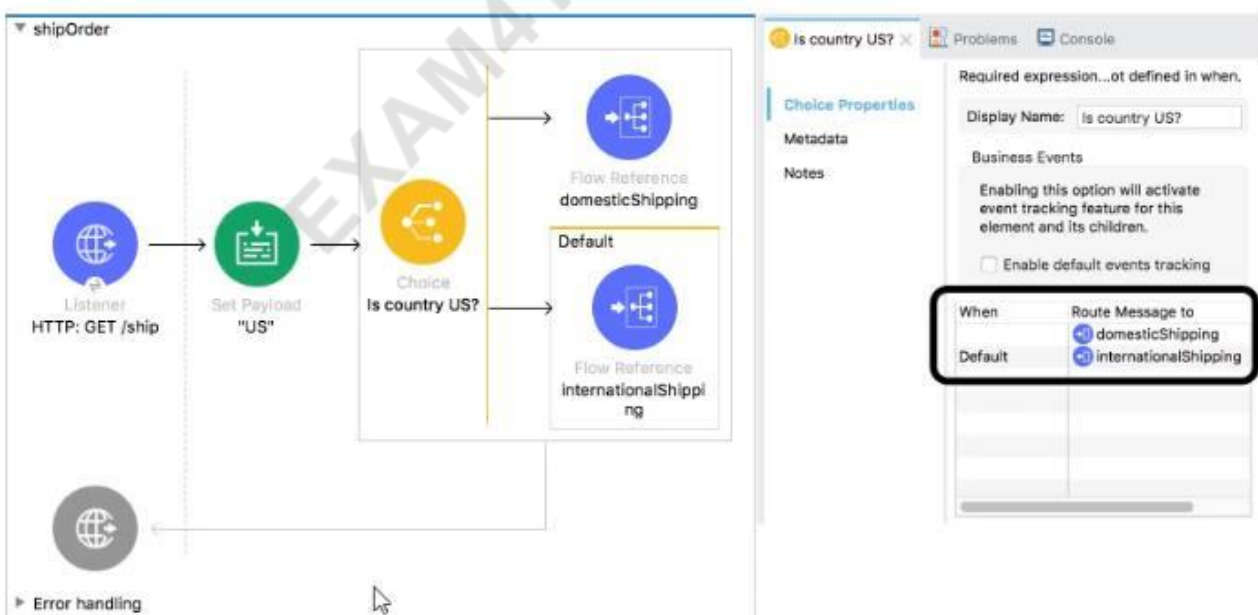 shipOrder
EXAM4
Listener
HTTP: GET /ship
Set Payload
"US"
Choice
Is country US?
Flow Reference
domesticShipping
Default
Flow Reference
internationalShippi
ng
Error handling
Is country US?
Problems
Console
Choice Properties
Metadata
Notes
Required expression...ot defined in when.
Display Name: Is country US?
Business Events
Enabling this option will activate
event tracking feature for this
element and its children.
Enable default events tracking
When Route Message to
domesticShipping
Default internationalShipping